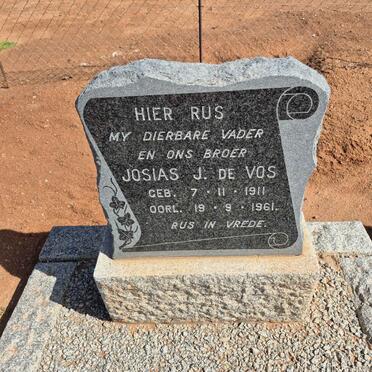 HIER RUS
MY DIERBARE VADER
EN ONS BROER
JOSIAS J. DE VOS
GEB. 7 · 11 · 1911
OORL. 19 · 9 · 1961.
RUS IN VREDE.